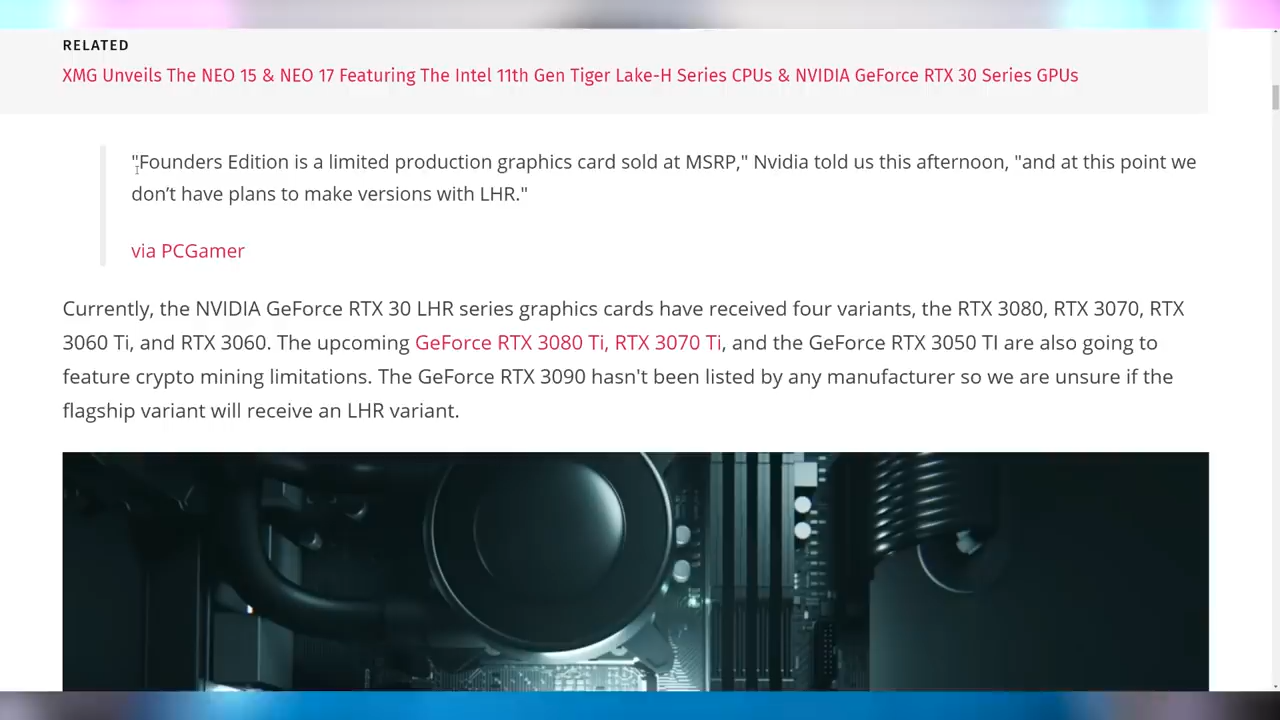 RELATED
XMG Unveils The NEO 15 & NEO 17 Featuring The Intel 11th Gen Tiger Lake-H Series CPUs & NVIDIA GeForce RTX 30 Series GPUs
"Founders Edition is a limited production graphics card sold at MSRP," Nvidia told us this afternoon, "and at this point we
don’t have plans to make versions with LHR."
via PCGamer
Currently, the NVIDIA GeForce RTX 30 LHR series graphics cards have received four variants, the RTX 3080, RTX 3070, RTX
3060 Ti, and RTX 3060. The upcoming GeForce RTX 3080 Ti, RTX 3070 Ti, and the GeForce RTX 3050 TI are also going to
feature crypto mining limitations. The GeForce RTX 3090 hasn't been listed by any manufacturer so we are unsure if the
flagship variant will receive an LHR variant.